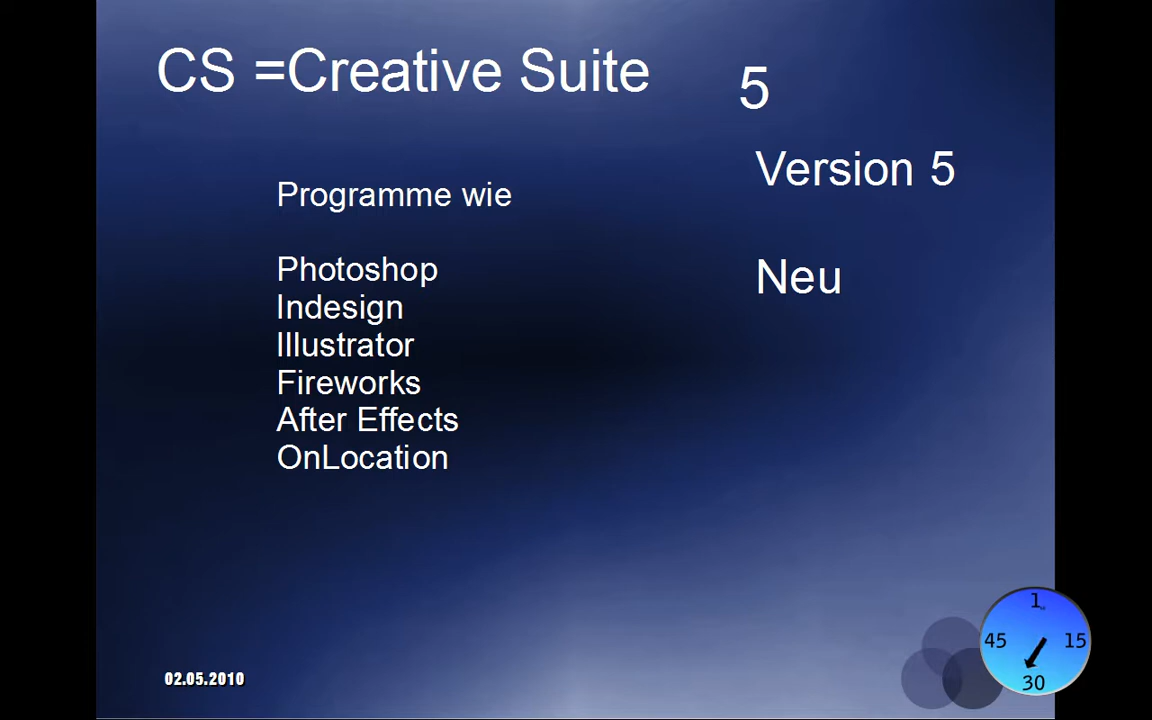 CS =Creative Suite
5
Version 5
Neu
Programme wie
Photoshop
Indesign
Illustrator
Fireworks
After Effects
OnLocation
02.05.2010
1
45
15
30